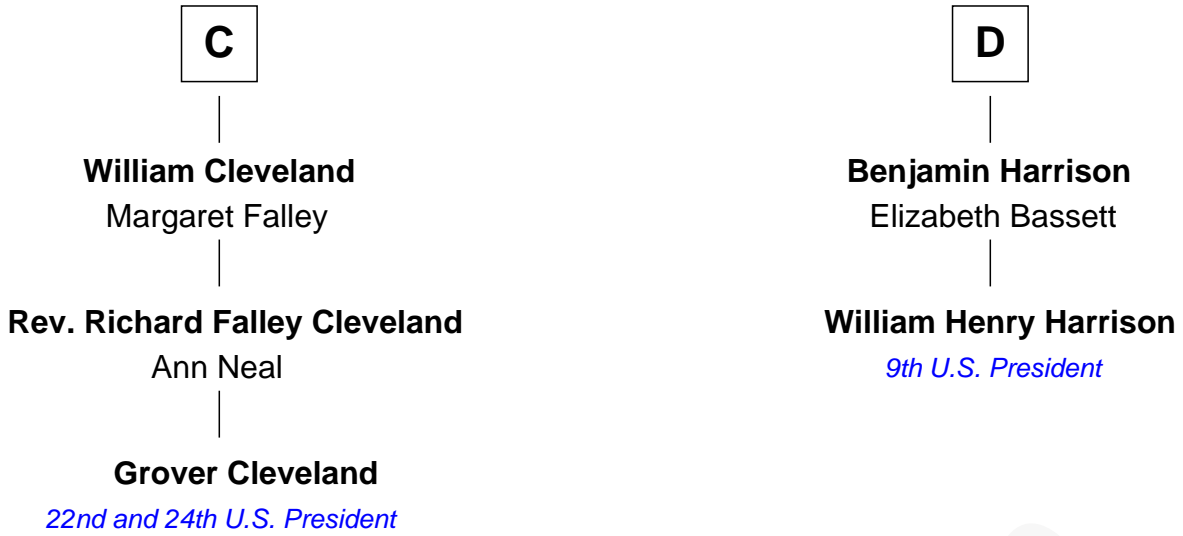 C
William Cleveland
Margaret Falley
Rev. Richard Falley Cleveland
Ann Neal
Grover Cleveland
22nd and 24th U.S. President
D
Benjamin Harrison
Elizabeth Bassett
William Henry Harrison
9th U.S. President